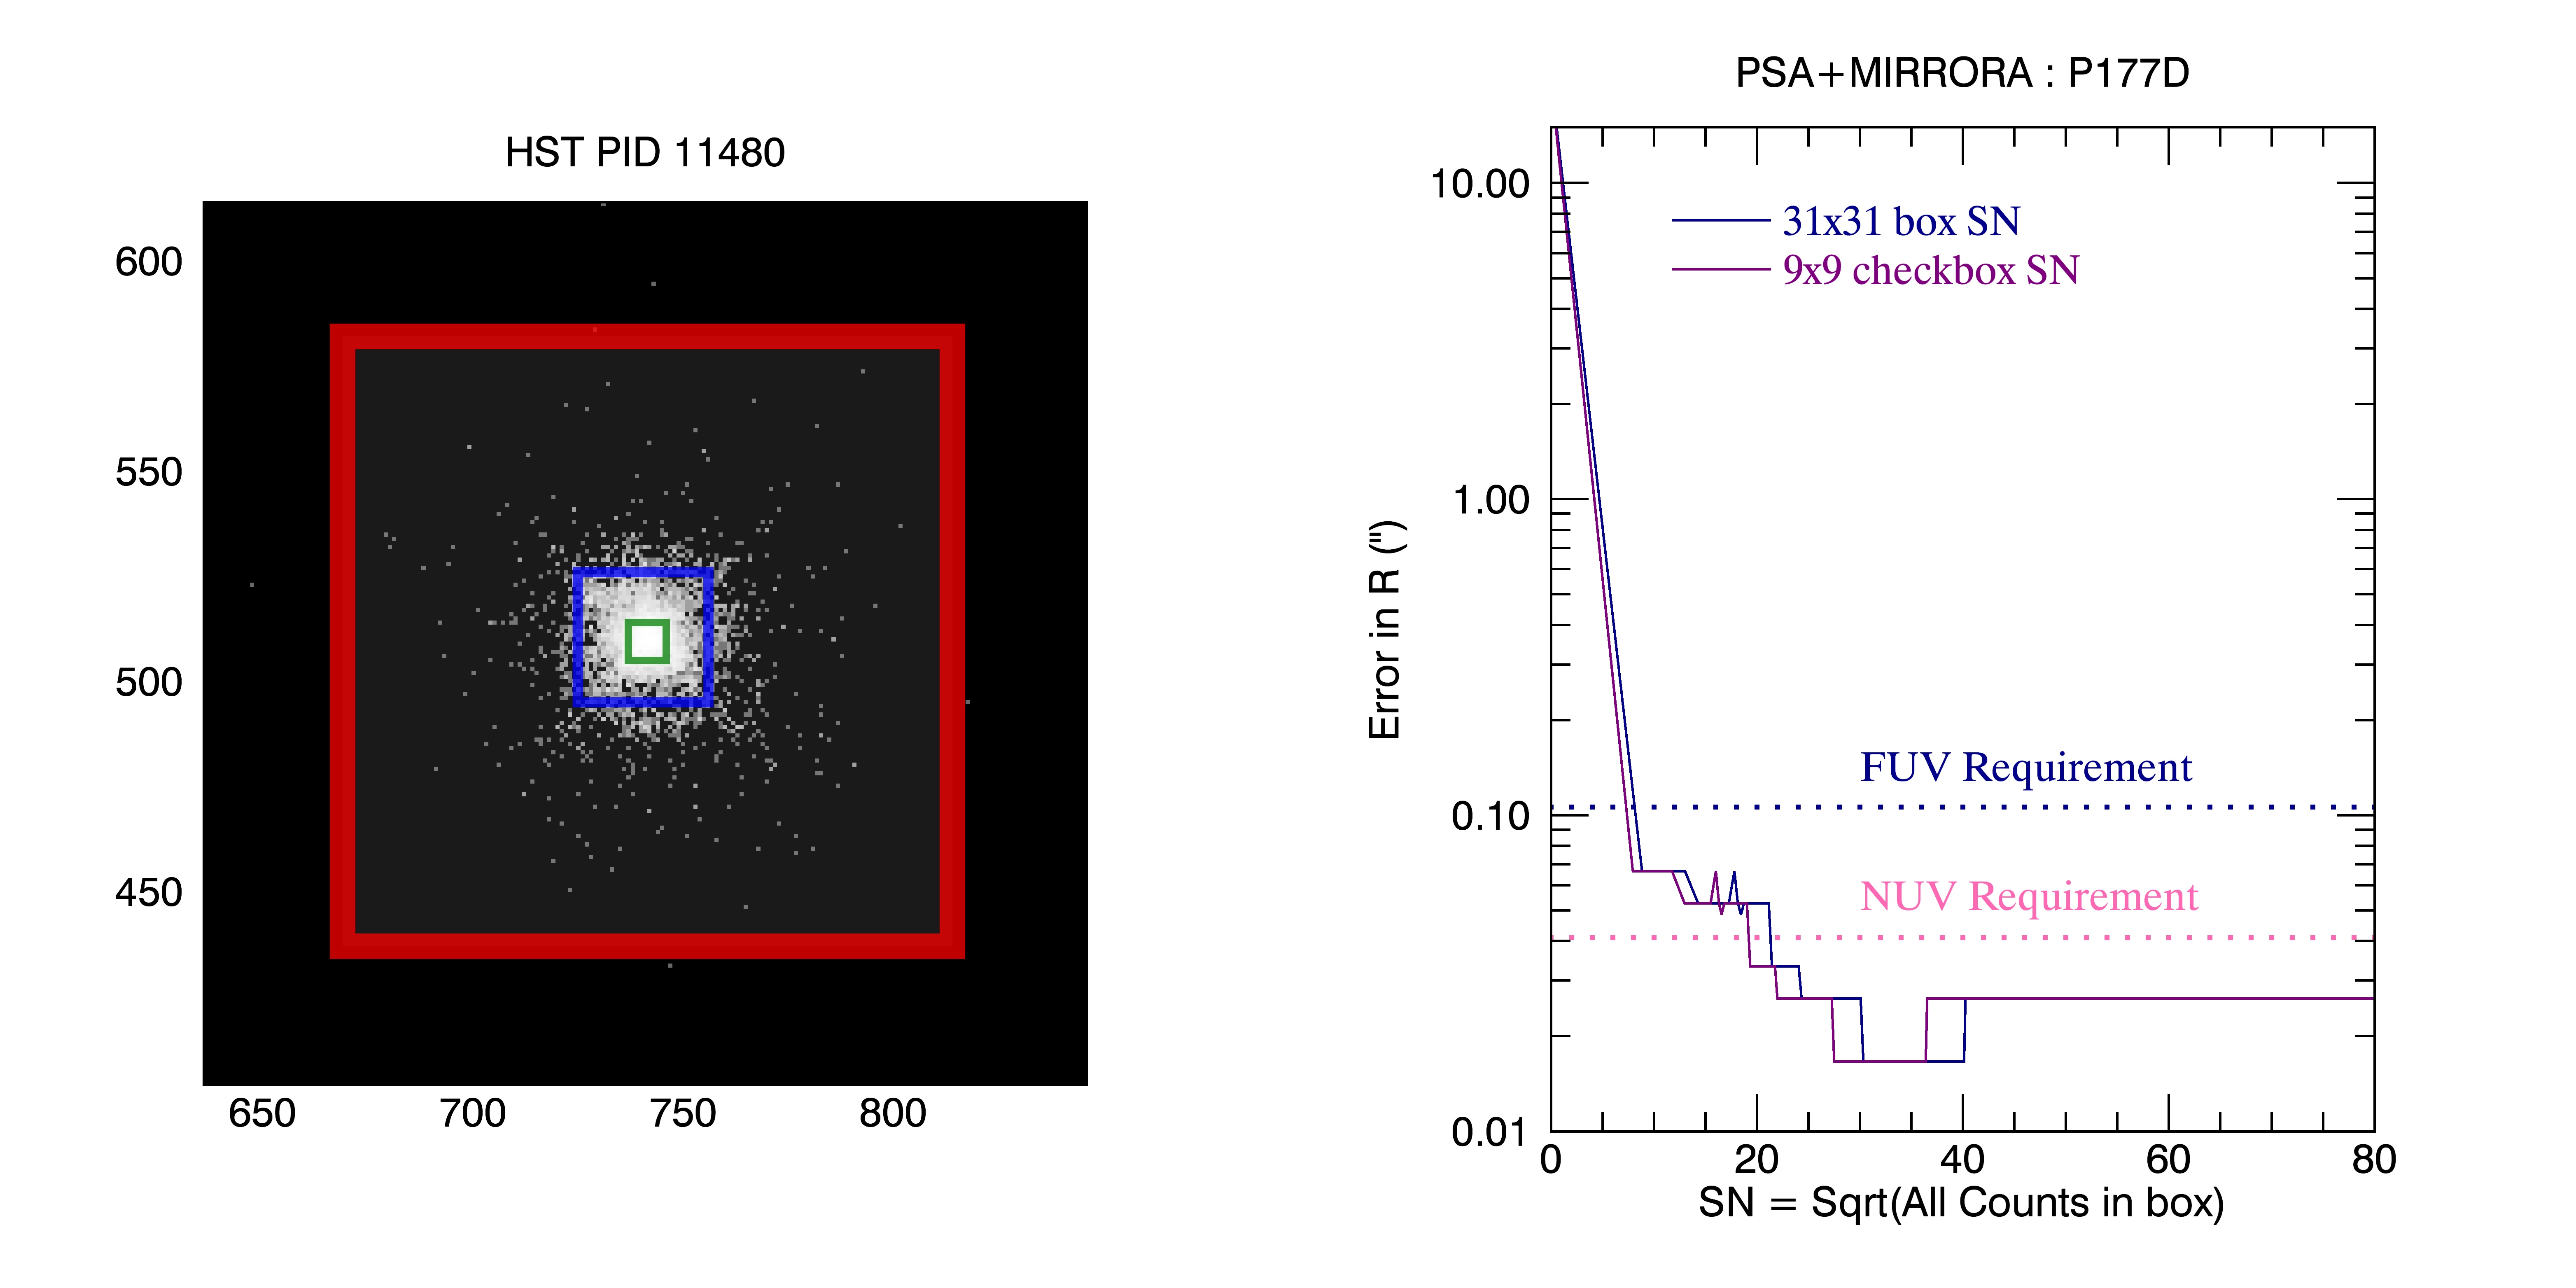 HST PID 11480
600
550
500
450
650 700 750 800
PSA+MIRRORA : P177D
10.00
1.00
0.10
0.01
Error in R (")
31x31 box SN
9x9 checkbox SN
FUV Requirement
NUV Requirement
0 20 40 60 80
SN = Sqrt(All Counts in box)